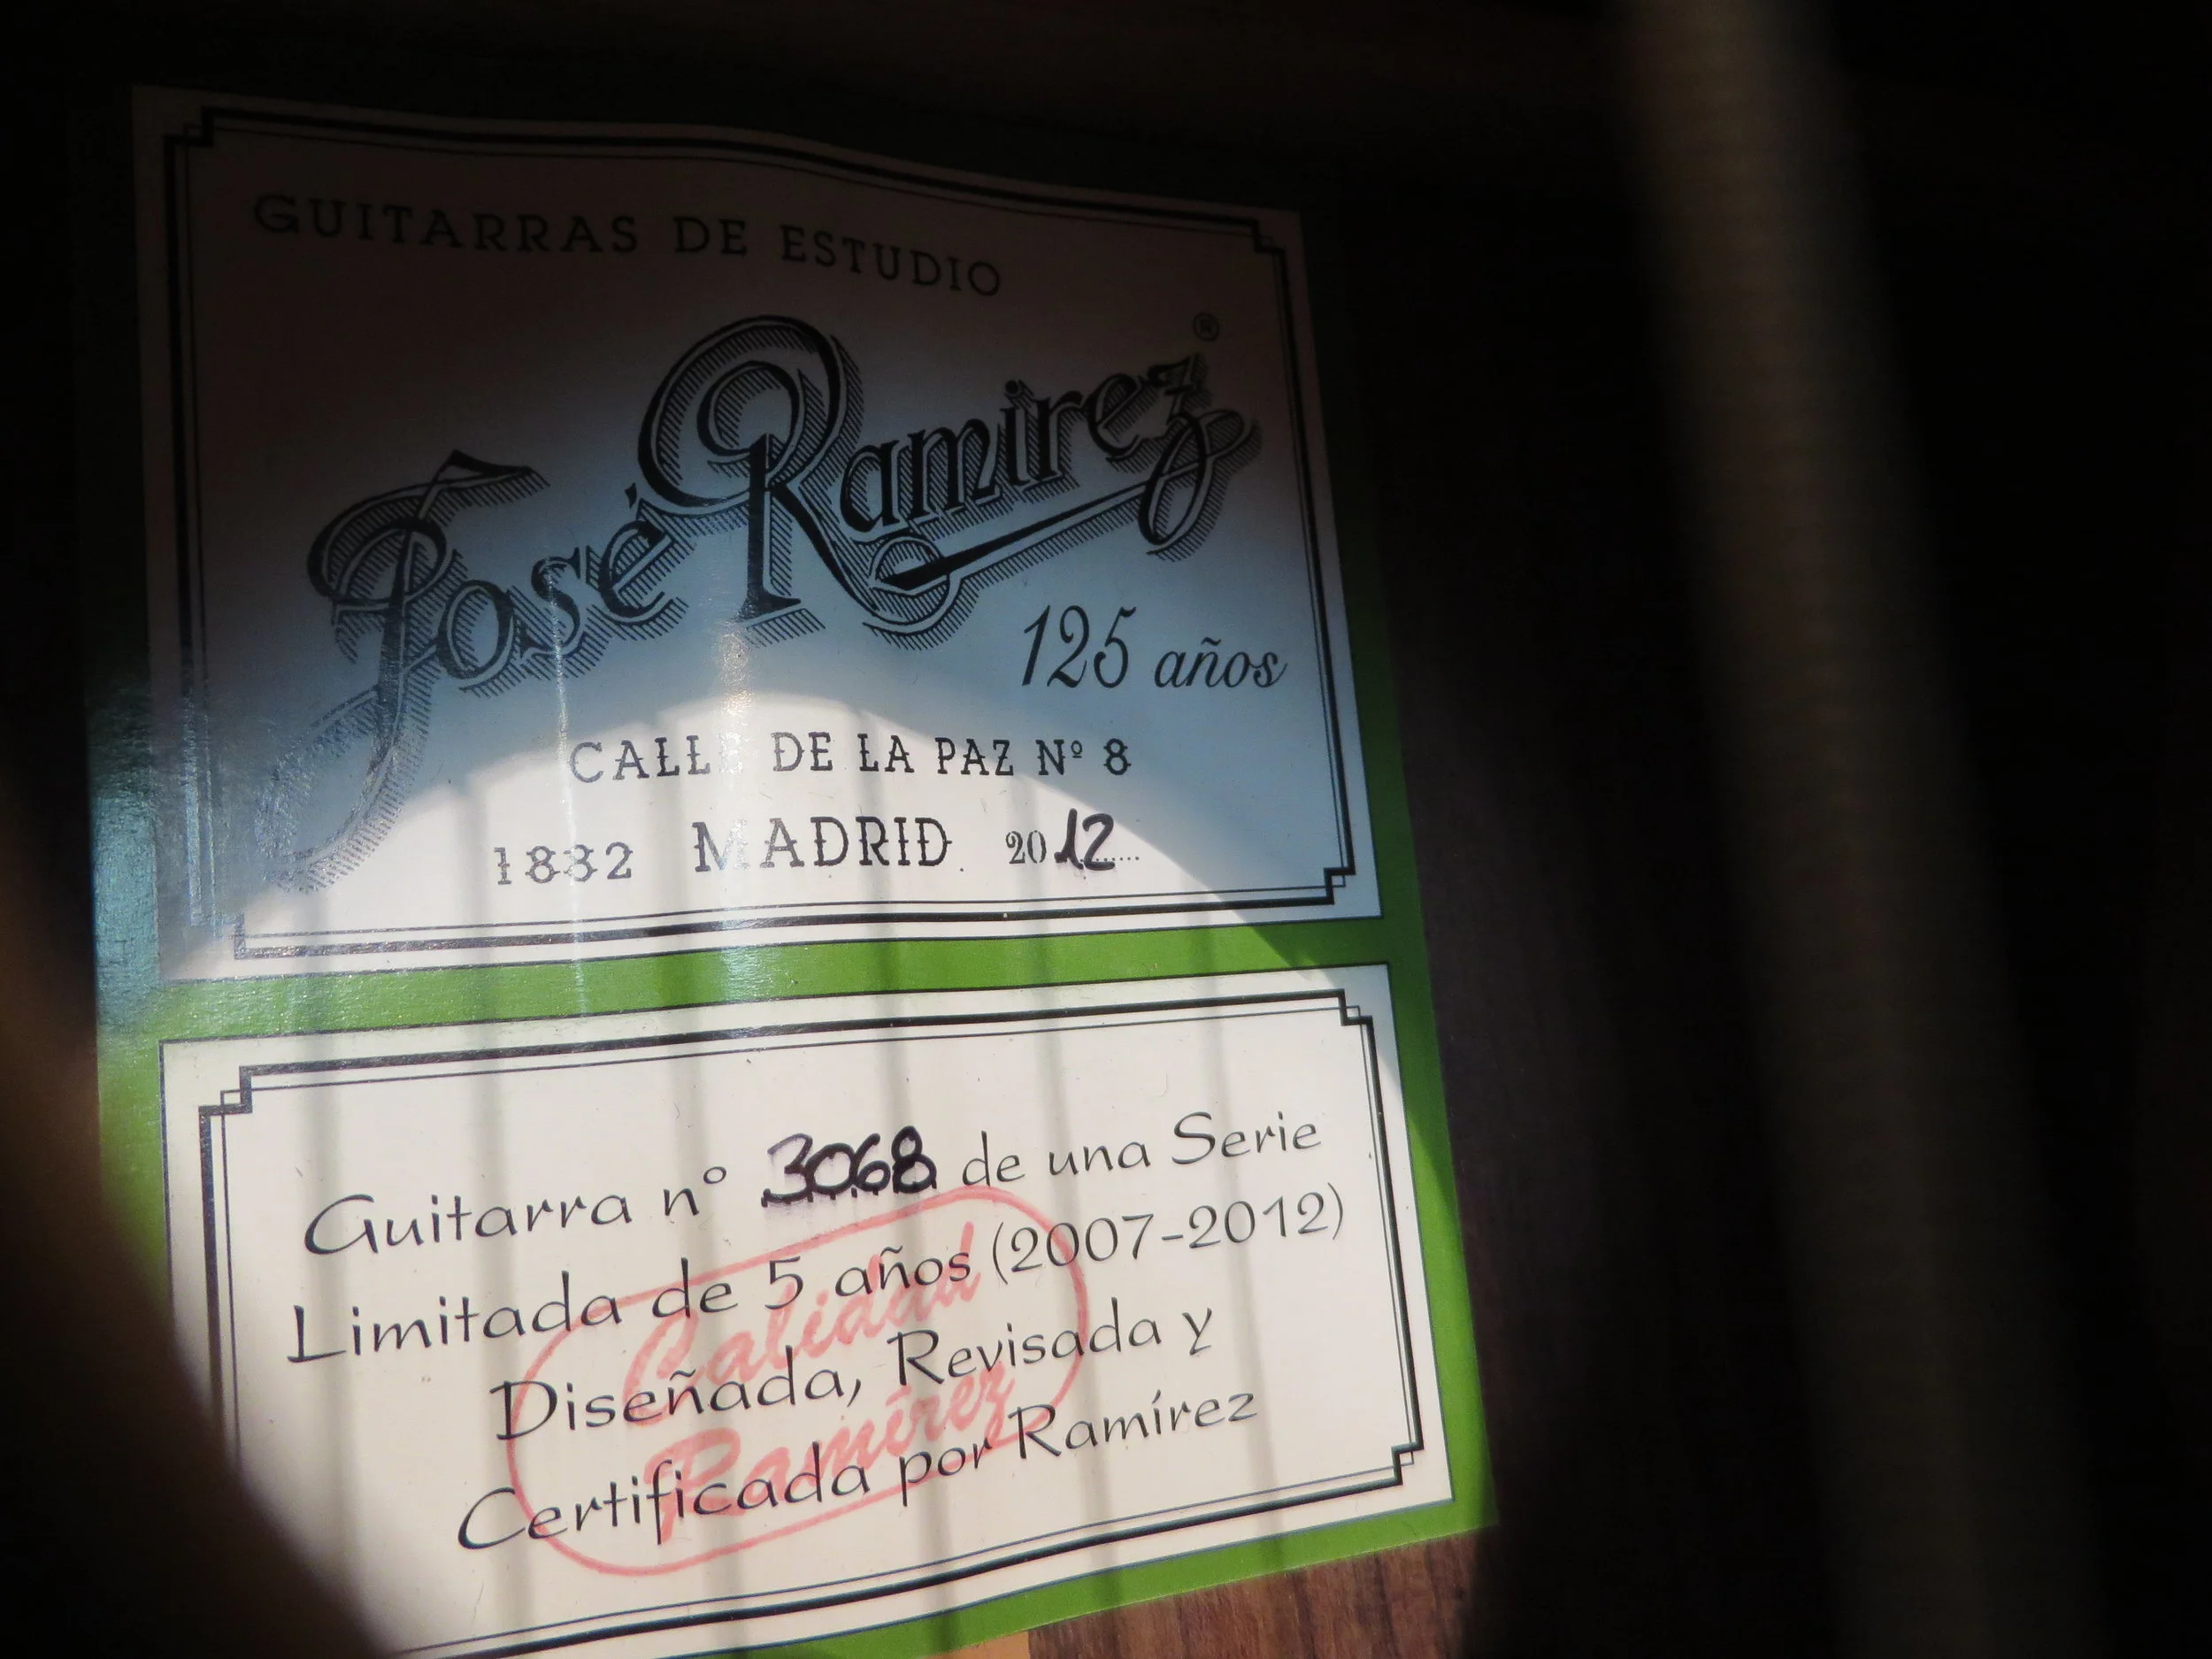 GUITARRAS DE ESTUDIO
José Ramírez ®
125 años
CALLE DE LA PAZ Nº 8
1882 MADRID 2012
Guitarra nº 3068 de una Serie
Limitada de 5 años (2007-2012)
Diseñada, Revisada y
Certificada por Ramírez
Calidad
Ramírez